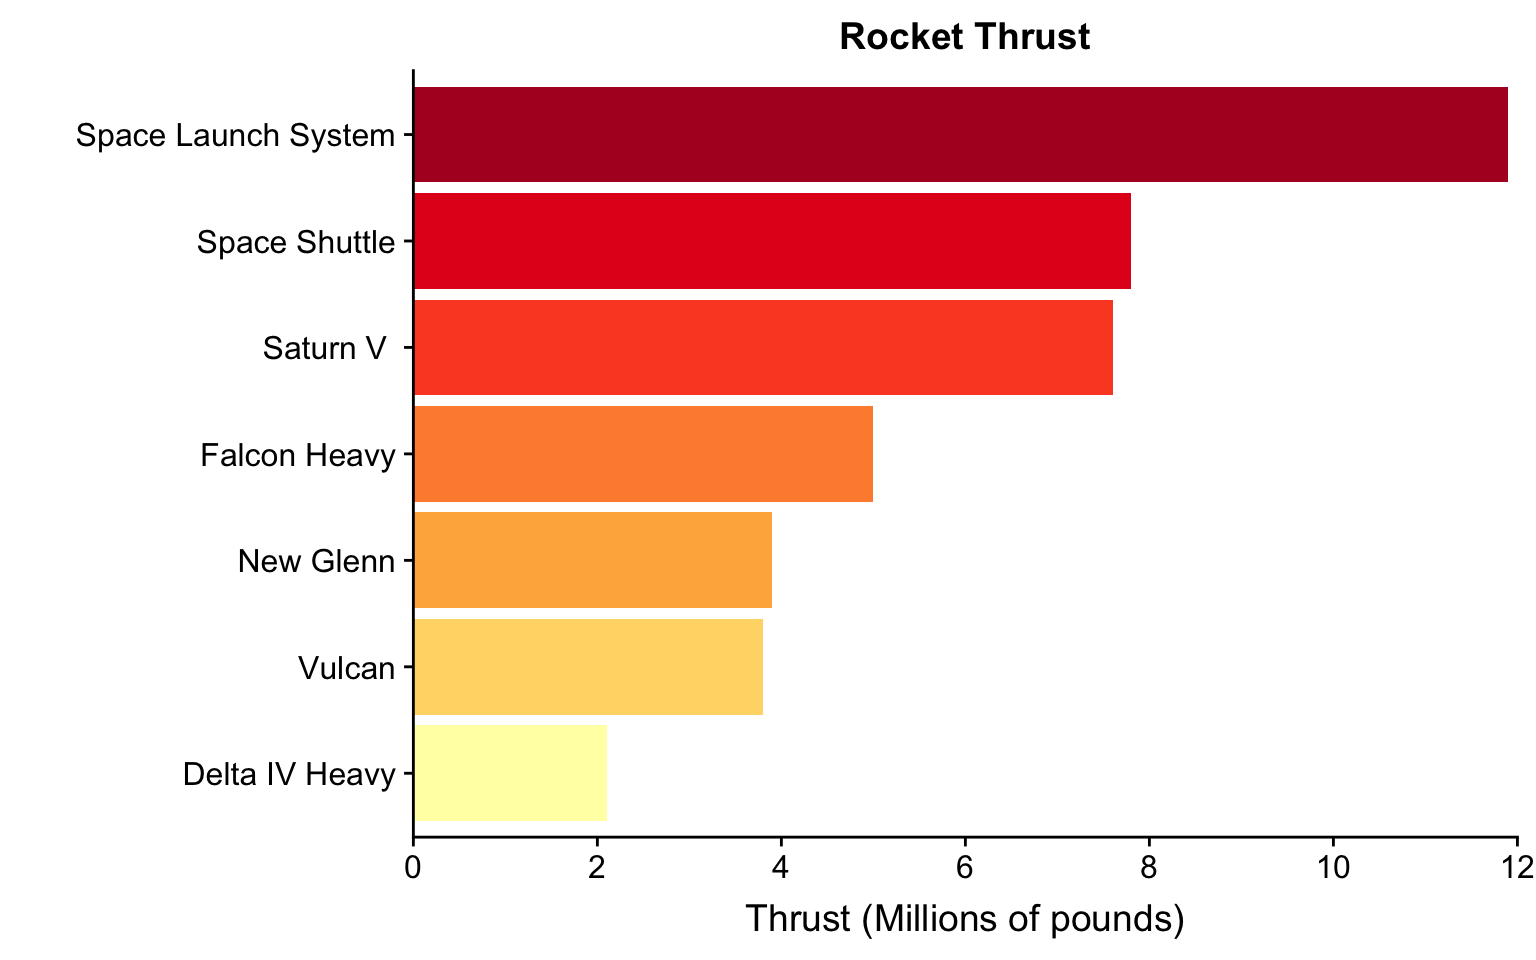 Rocket Thrust
Space Launch System
Space Shuttle
Saturn V
Falcon Heavy
New Glenn
Vulcan
Delta IV Heavy
0 2 4 6 8 10 12
Thrust (Millions of pounds)